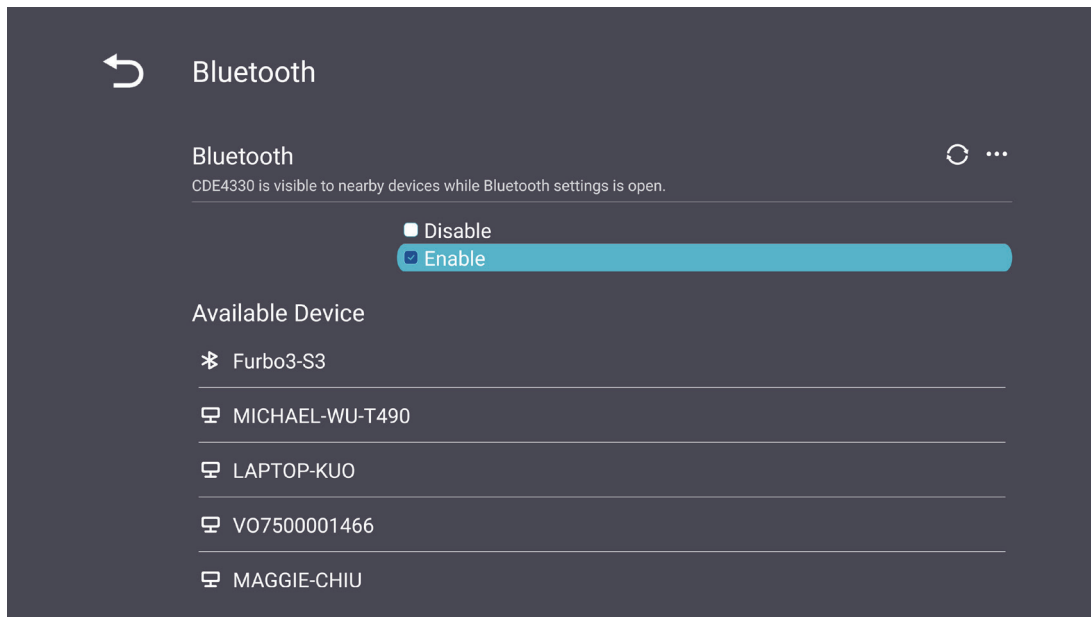 Bluetooth
Bluetooth
CDE4330 is visible to nearby devices while Bluetooth settings is open.
Disable
Enable
Available Device
Furbo3-S3
MICHAEL-WU-T490
LAPTOP-KUO
VO7500001466
MAGGIE-CHIU